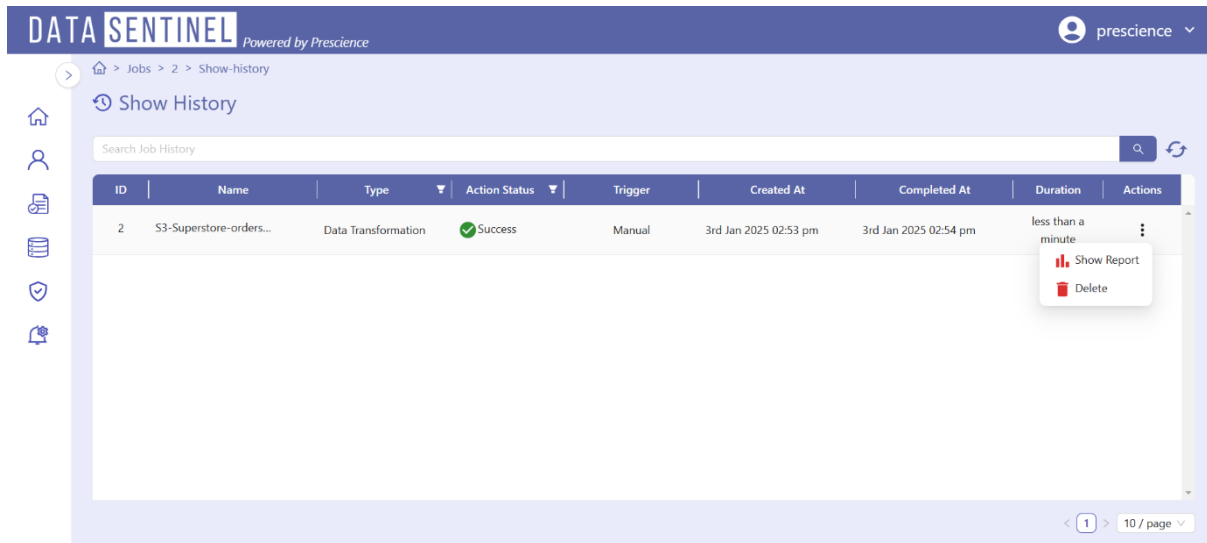 DATA SENTINEL Powered by Prescience
prescience
> Jobs > 2 > Show-history
Show History
Search Job History
ID Name Type Action Status Trigger Created At Completed At Duration Actions
2 S3-Superstore-orders... Data Transformation Success Manual 3rd Jan 2025 02:53 pm 3rd Jan 2025 02:54 pm less than a
minute
Show Report
Delete
< 1 > 10 / page